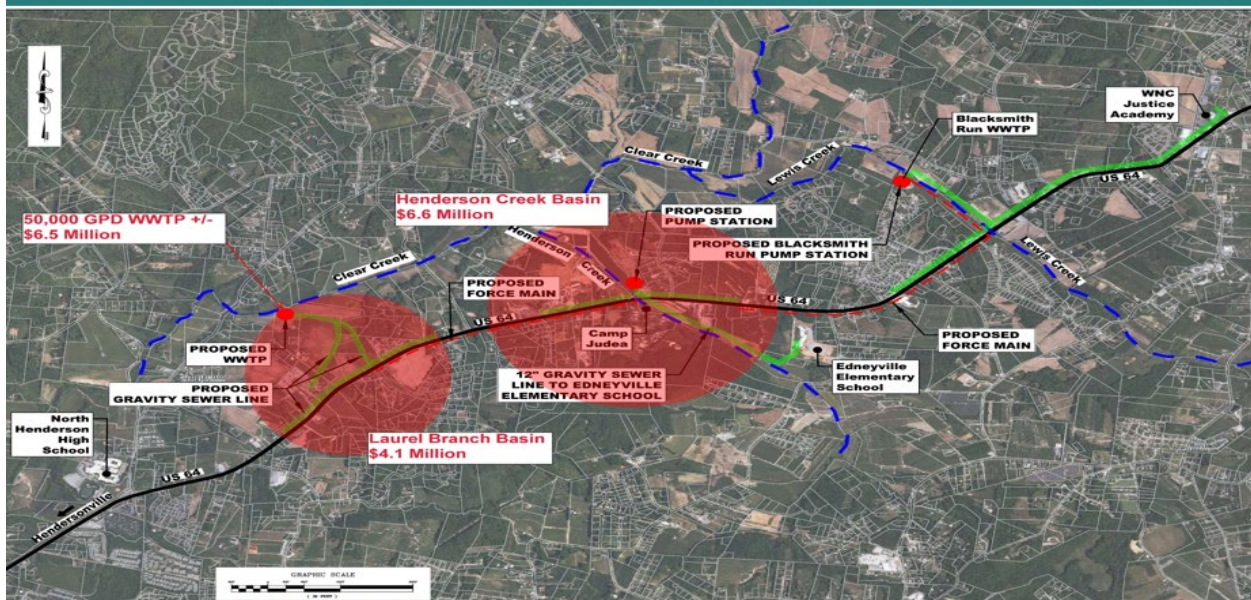 WNC
Justice
Academy
Blacksmith
Run WWTP
Clear Creek
Lewis Creek
US 64
Henderson Creek Basin
$6.6 Million
50,000 GPD WWTP +/-
$6.5 Million
PROPOSED
PUMP STATION
Henderson Creek
PROPOSED BLACKSMITH
RUN PUMP STATION
Lewis Creek
Clear Creek
PROPOSED
FORCE MAIN
US 64
US 64
Camp
Judea
PROPOSED
WWTP
PROPOSED
FORCE MAIN
PROPOSED
GRAVITY SEWER LINE
12" GRAVITY SEWER
LINE TO EDNEYVILLE
ELEMENTARY SCHOOL
Edneyville
Elementary
School
North
Henderson
High
School
Laurel Branch Basin
$4.1 Million
US 64
Hendersonville
GRAPHIC SCALE